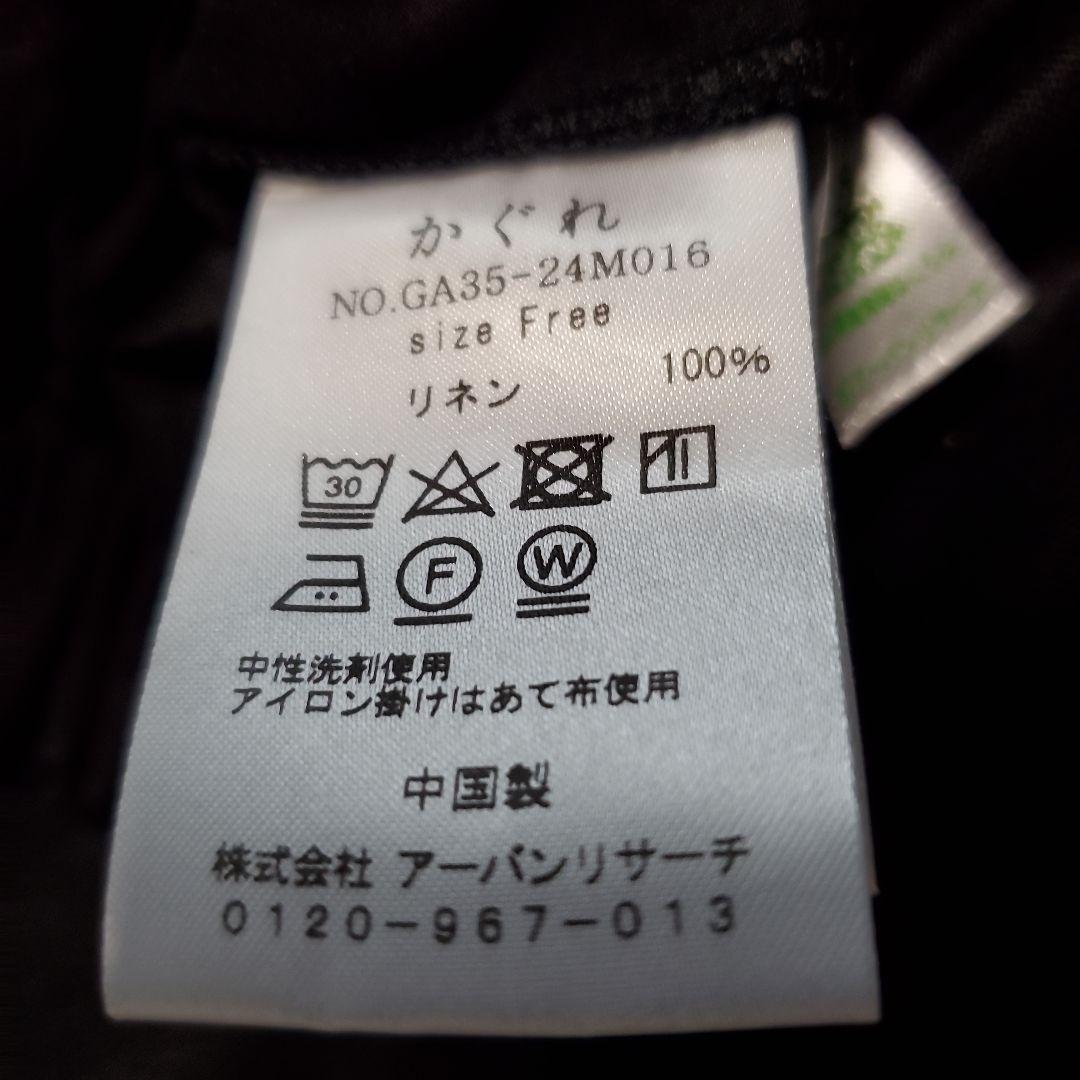 かぐれ
NO.GA35-24M016
size Free
リネン 100%
30
F W
中性洗剤使用
アイロン掛けはあて布使用
中国製
株式会社 アーバンリサーチ
0120-967-013